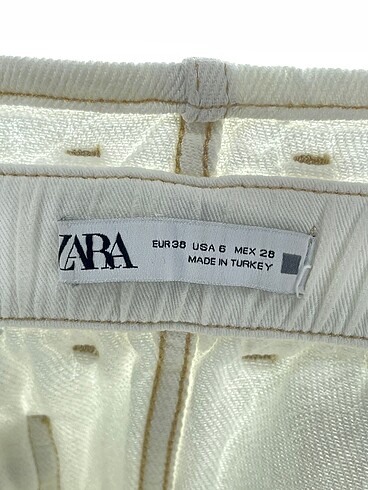 ZARA
EUR 38 USA 6 MEX 28
MADE IN TURKEY